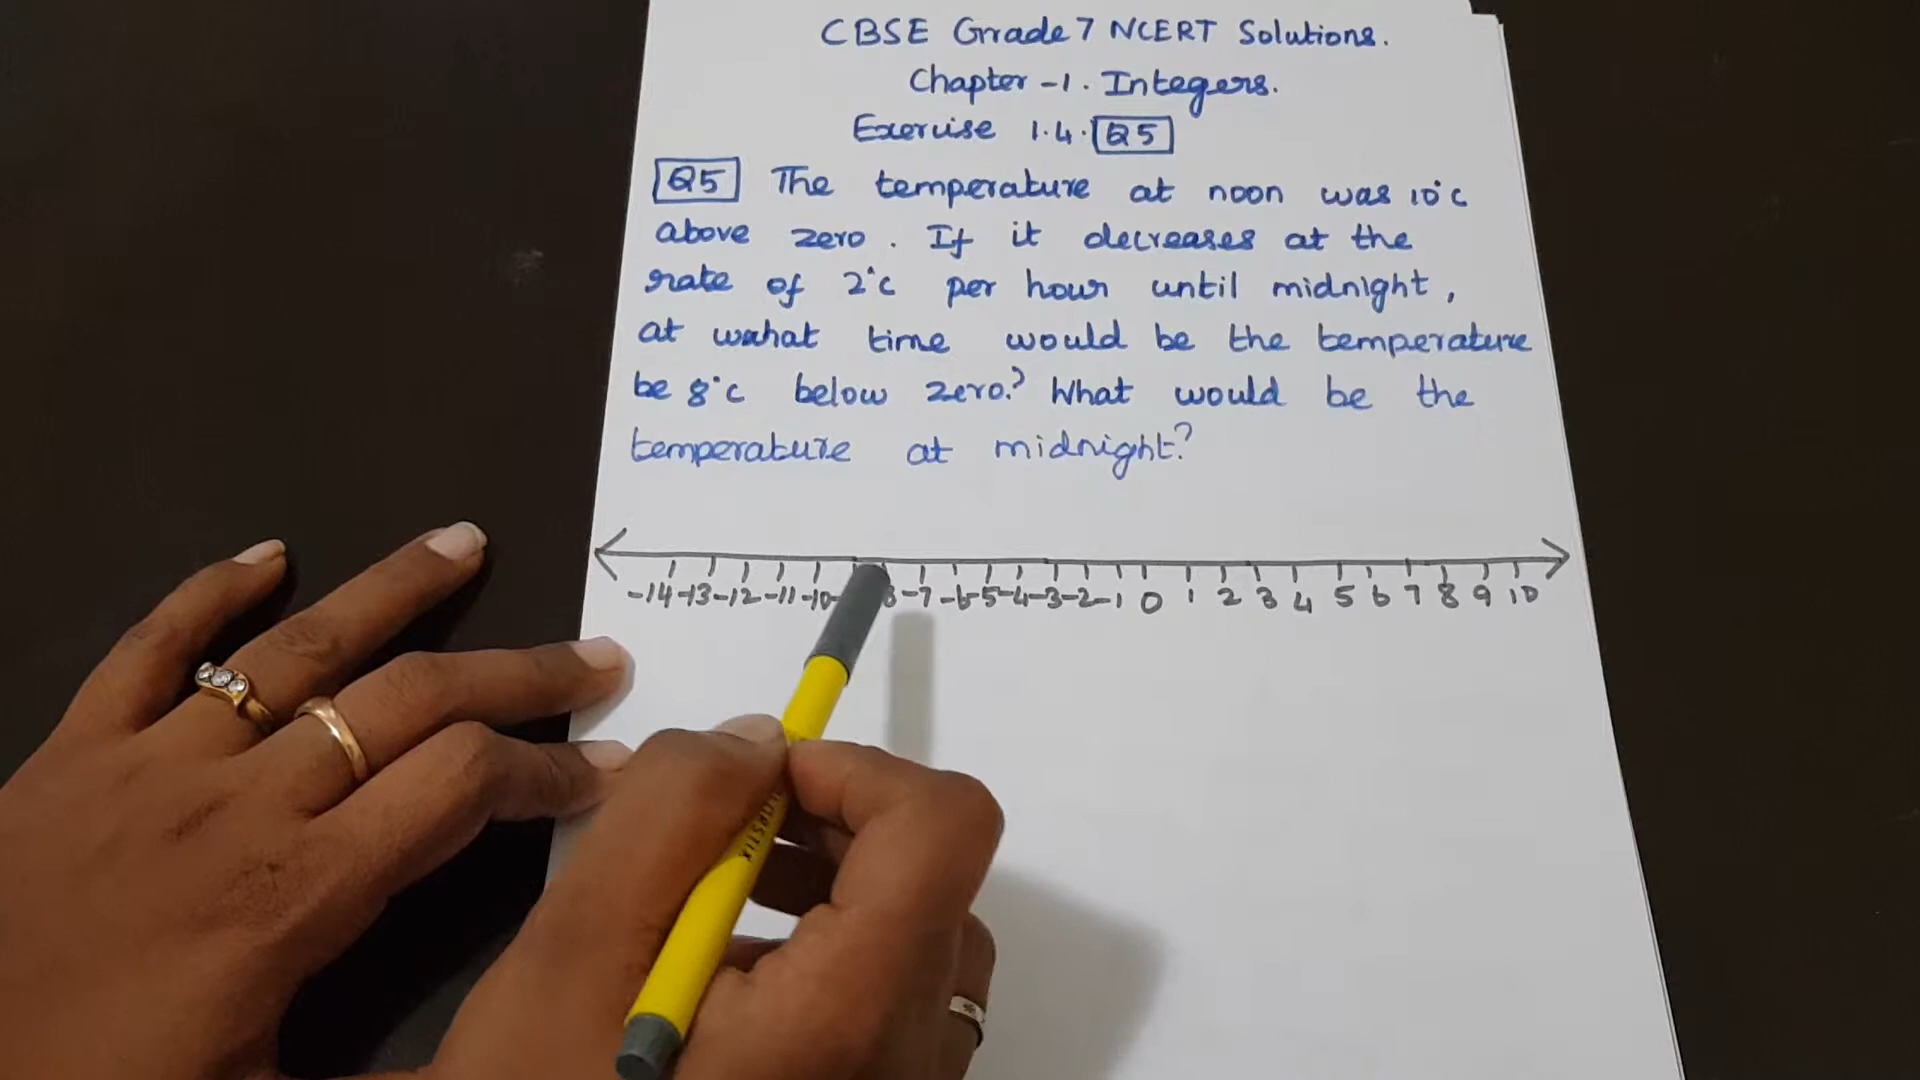 CBSE Grade 7 NCERT Solutions.
Chapter -1. Integers.
Exercise 1.4. Q5
Q5 The temperature at noon was 10°C
above zero. If it decreases at the
rate of 2°C per hour until midnight,
at wahat time would be the temperature
be 8°C below zero? What would be the
temperature at midnight?
-14 -13 -12 -11 -10 8 -7 -6 -5 -4 -3 -2 -1 0 1 2 3 4 5 6 7 8 9 10